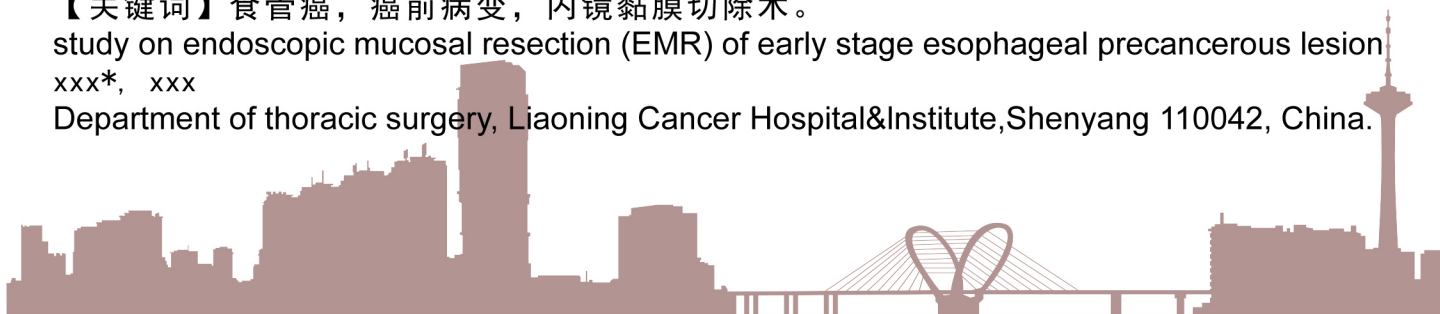 【关键词】食管癌，癌前病变，内镜黏膜切除术。
study on endoscopic mucosal resection (EMR) of early stage esophageal precancerous lesion
xxx*, xxx
Department of thoracic surgery, Liaoning Cancer Hospital&Institute,Shenyang 110042, China.